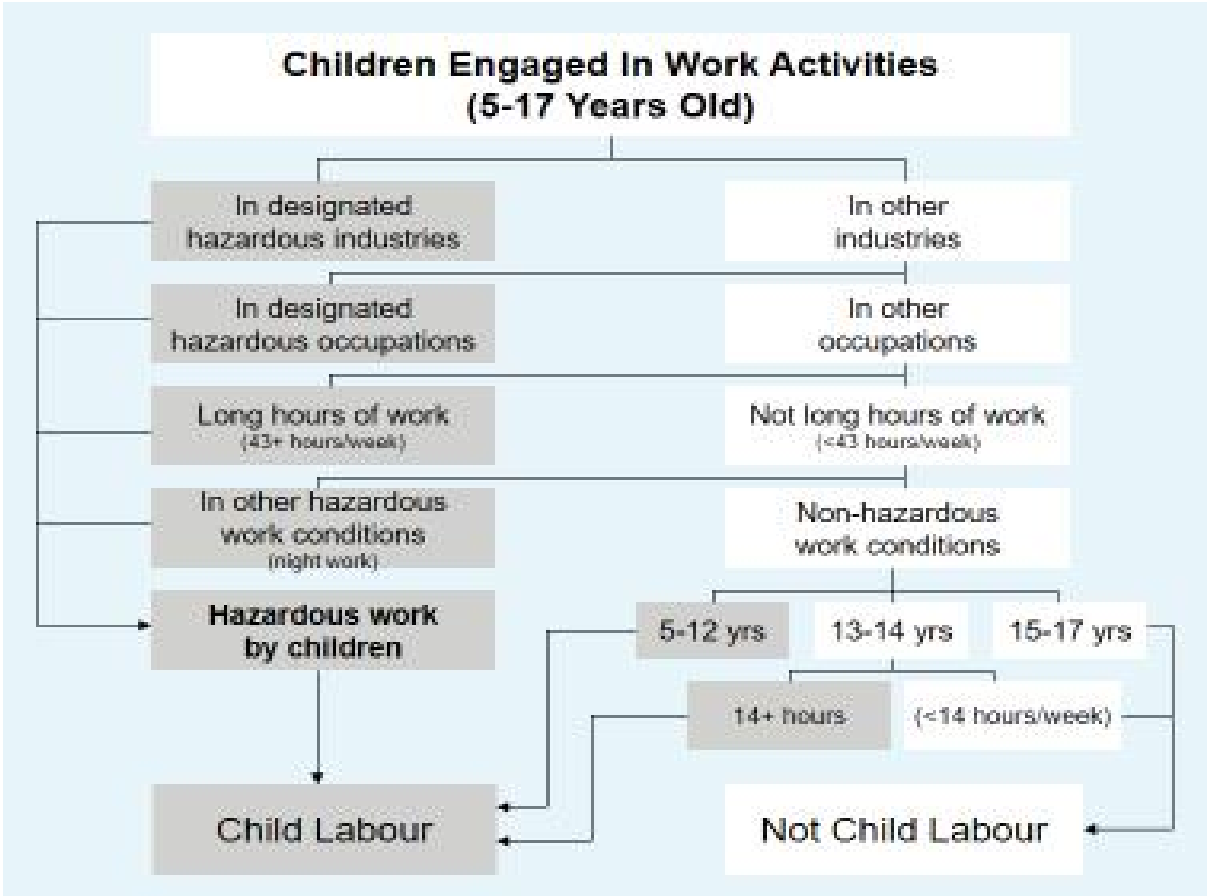 Children Engaged In Work Activities
(5-17 Years Old)
In designated
hazardous industries
In other
industries
In designated
hazardous occupations
In other
occupations
Long hours of work
(43+ hours/week)
Not long hours of work
(<43 hours/week)
In other hazardous
work conditions
(night work)
Non-hazardous
work conditions
Hazardous work
by children
5-12 yrs
13-14 yrs
15-17 yrs
14+ hours
(<14 hours/week)
Child Labour
Not Child Labour